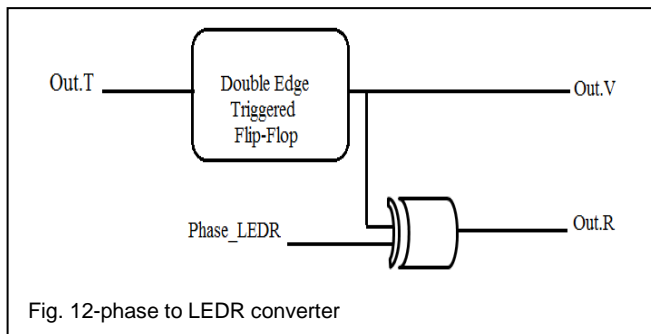 Out.T
Double Edge
Triggered
Flip-Flop
Out.V
Phase_LEDR
Out.R
Fig. 12-phase to LEDR converter